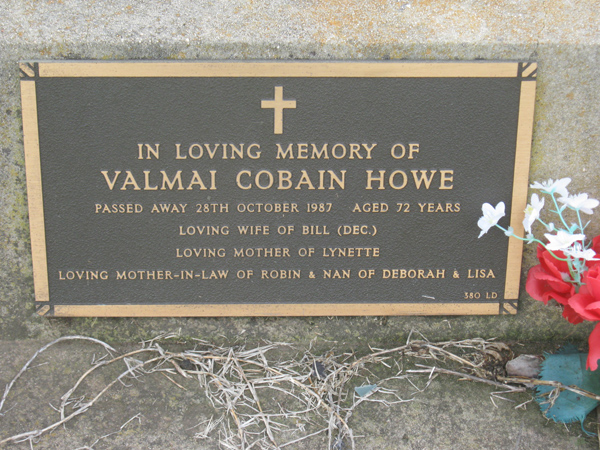 IN LOVING MEMORY OF
VALMAI COBAIN HOWE
PASSED AWAY 28TH OCTOBER 1987 AGED 72 YEARS
LOVING WIFE OF BILL (DEC.)
LOVING MOTHER OF LYNETTE
LOVING MOTHER-IN-LAW OF ROBIN & NAN OF DEBORAH & LISA
380 LD